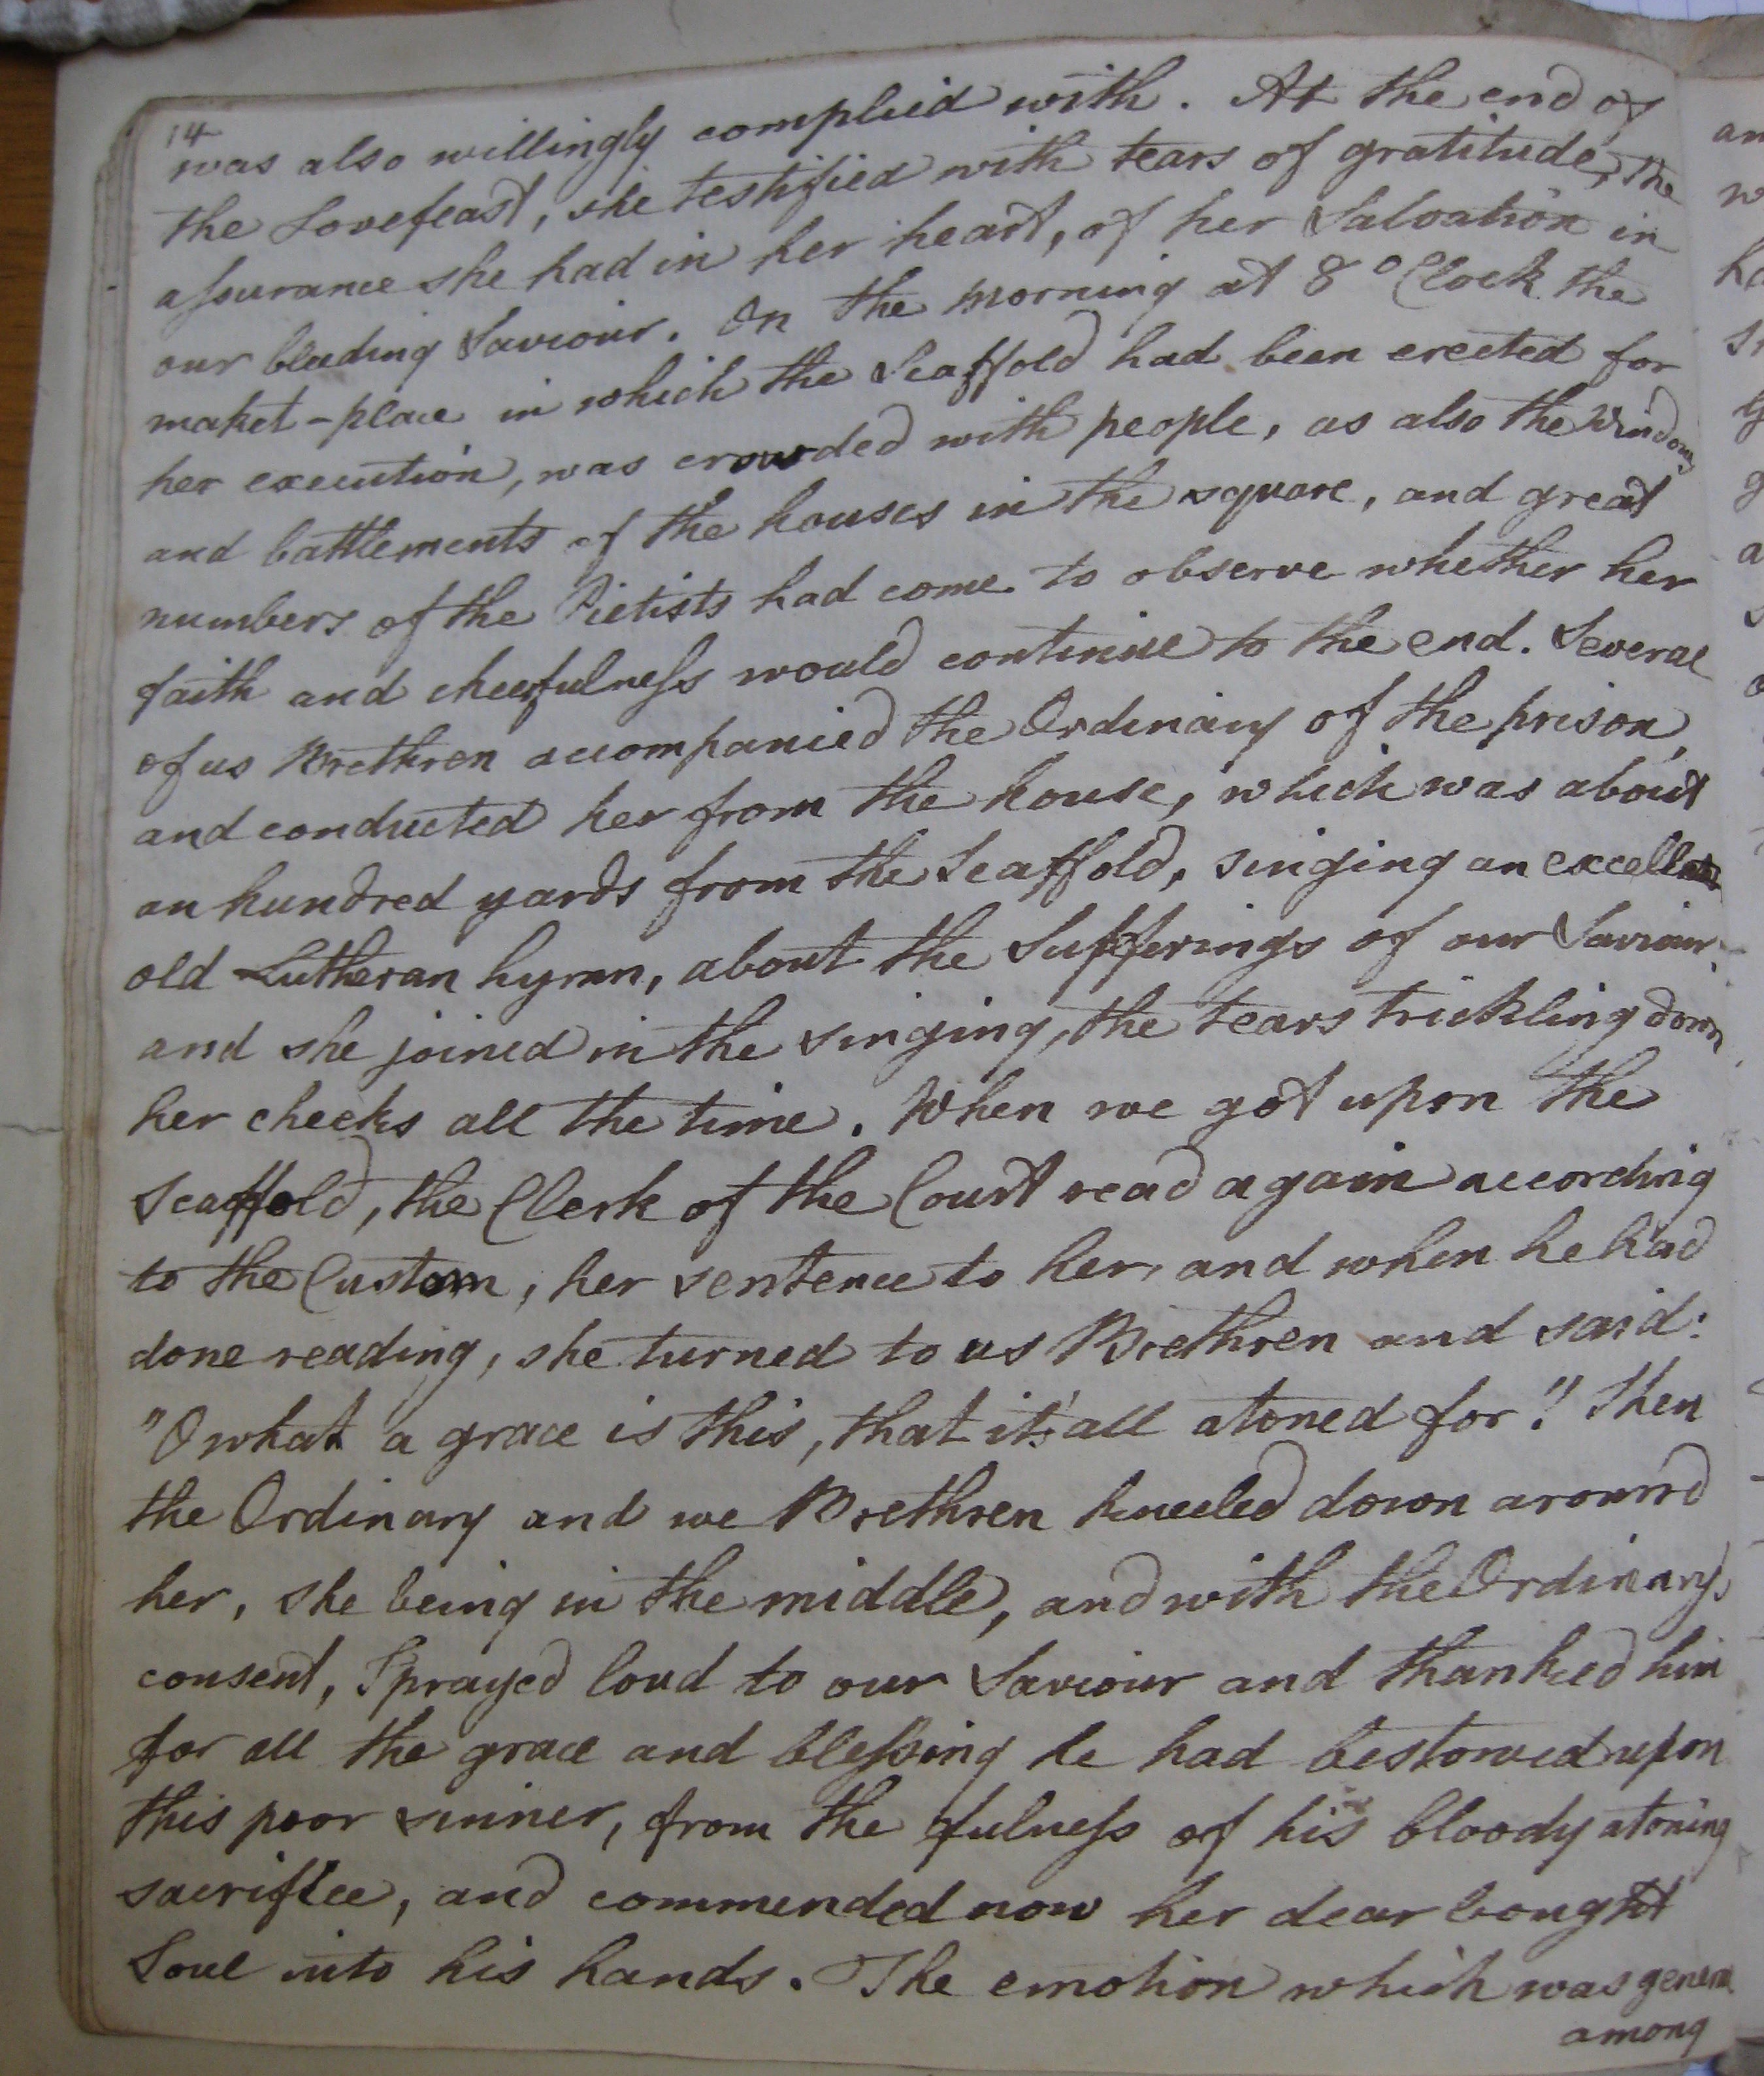 14
was also willingly complied with. At the end of
the Lovefeast, she testified with tears of gratitude, the
assurance she had in her heart, of her Salvation in
our bleeding Saviour. On the morning at 8 oClock the
maket-place in which the Scaffold had been erected for
her execution, was crowded with people, as also the Windows
and battlements of the houses in the square, and great
numbers of the Pietists had come to observe whether her
faith and cheerfulness would continue to the end. Several
of us Brethren accompanied the Ordinary of the prison,
and conducted her from the house, which was about
an hundred yards from the Scaffold, singing an excellent
old Lutheran hymn, about the Sufferings of our Saviour,
and she joined in the singing, the tears trickling down
her cheeks all the time. When we got upon the
Scaffold, the Clerk of the Court read again according
to the Custom, her sentence to her, and when he had
done reading, she turned to us Brethren and said:
"O what a grace is this, that it's all atoned for!" Then
the Ordinary and we Brethren kneeled down around
her, she being in the middle, and with the Ordinary's
consent, I prayed loud to our Saviour and thanked him
for all the grace and blessing he had bestowed upon
this poor sinner, from the fulness of his bloody atoning
sacrifice, and commended now her dear bought
Soul into his hands. The emotion which was general
among